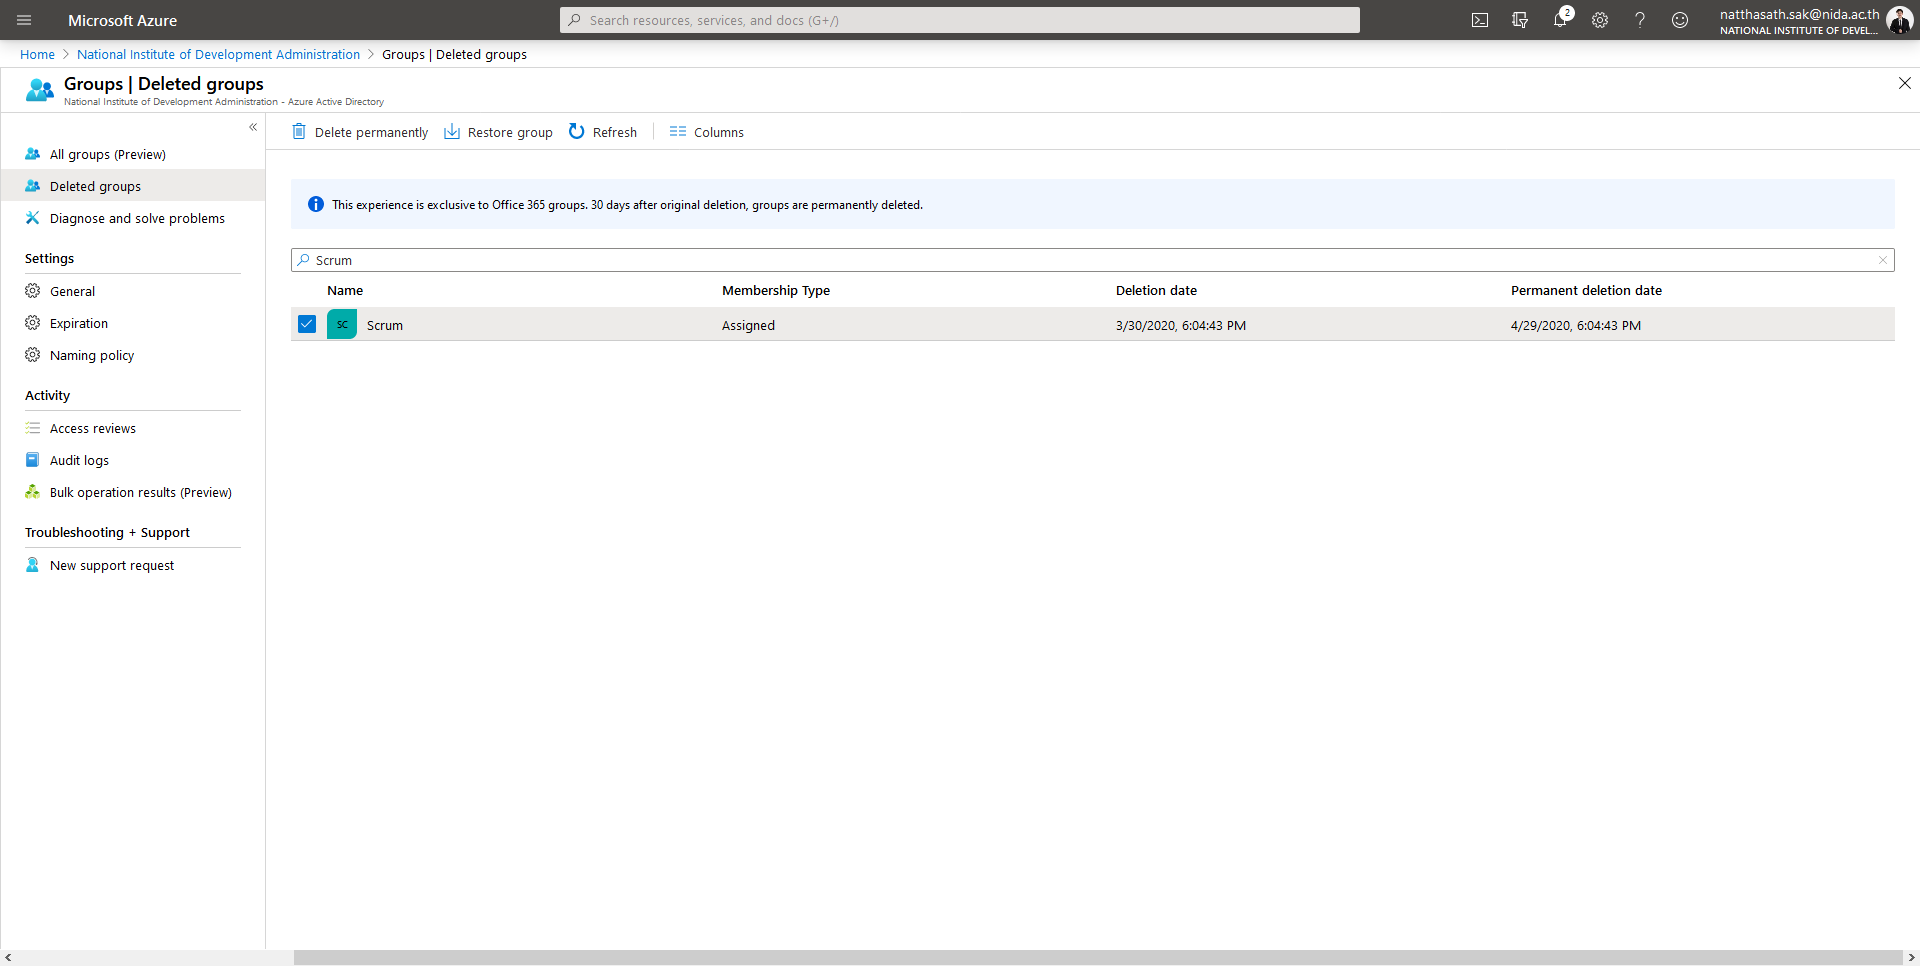 Microsoft Azure
Search resources, services, and docs (G+/)
2
natthasath.sak@nida.ac.th
NATIONAL INSTITUTE OF DEVEL...
Home > National Institute of Development Administration > Groups | Deleted groups
Groups | Deleted groups
National Institute of Development Administration - Azure Active Directory
All groups (Preview)
Deleted groups
Diagnose and solve problems
Settings
General
Expiration
Naming policy
Activity
Access reviews
Audit logs
Bulk operation results (Preview)
Troubleshooting + Support
New support request
Delete permanently Restore group Refresh Columns
This experience is exclusive to Office 365 groups. 30 days after original deletion, groups are permanently deleted.
Scrum
Name Membership Type Deletion date Permanent deletion date
SC Scrum Assigned 3/30/2020, 6:04:43 PM 4/29/2020, 6:04:43 PM